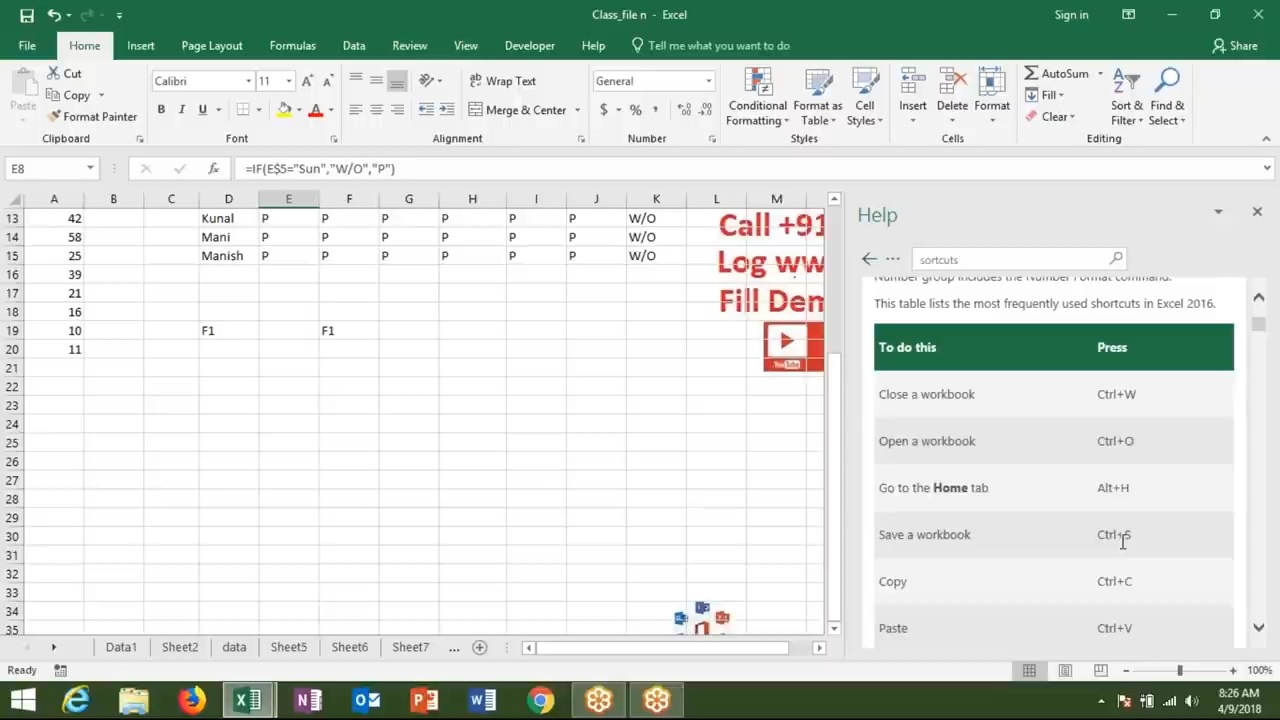 Class_file n - Excel
Sign in
File Home Insert Page Layout Formulas Data Review View Developer Help Tell me what you want to do Share
Paste
Cut
Copy
Format Painter
Clipboard
Calibri 11
B I U
Font
Wrap Text
Merge & Center
Alignment
General
$ % ,
Number
Conditional Formatting
Format as Table
Cell Styles
Styles
Insert
Delete
Format
Cells
AutoSum
Fill
Clear
Sort & Filter
Find & Select
Editing
E8 fx =IF(E$5="Sun","W/O","P")
A B C D E F G H I J K L M
13 42 Kunal P P P P P P W/O
14 58 Mani P P P P P P W/O
15 25 Manish P P P P P P W/O
16 39
17 21
18 16
19 10 F1 F1
20 11
21
22
23
24
25
26
27
28
29
30
31
32
33
34
35
Call +91
Log ww
Fill Den
YouTube
Data1 Sheet2 data Sheet5 Sheet6 Sheet7 ...
Help
sortcuts
Number group includes the Number Format command.
This table lists the most frequently used shortcuts in Excel 2016.
To do this Press
Close a workbook Ctrl+W
Open a workbook Ctrl+O
Go to the Home tab Alt+H
Save a workbook Ctrl+S
Copy Ctrl+C
Paste Ctrl+V
Ready
100%
8:26 AM
4/9/2018